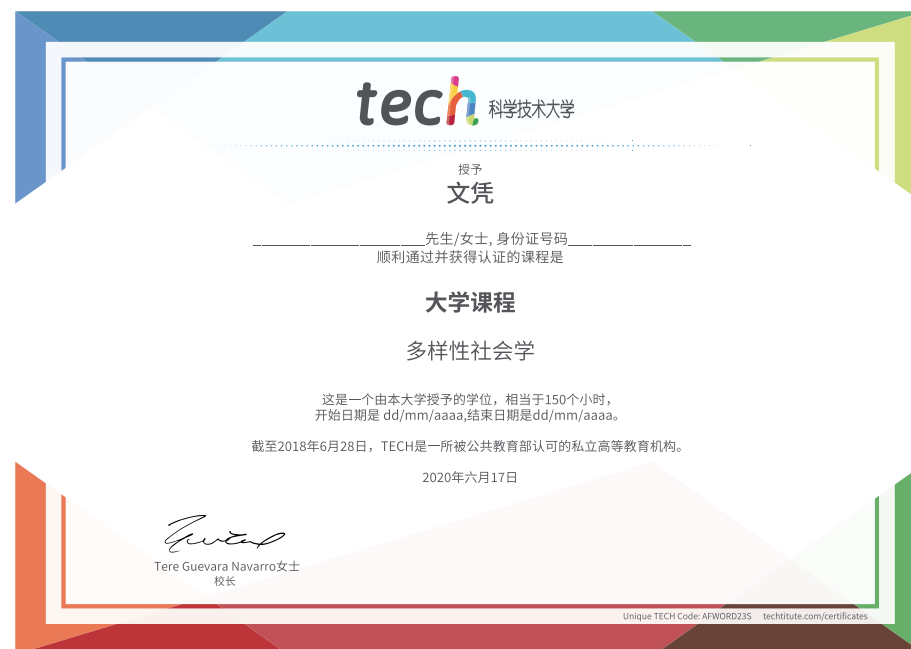 tech 科学技术大学
授予
文凭
_______________________先生/女士, 身份证号码_________________
顺利通过并获得认证的课程是
大学课程
多样性社会学
这是一个由本大学授予的学位，相当于150个小时，
开始日期是 dd/mm/aaaa,结束日期是dd/mm/aaaa。
截至2018年6月28日，TECH是一所被公共教育部认可的私立高等教育机构。
2020年六月17日
Tere Guevara Navarro女士
校长
Unique TECH Code: AFWORD23S techtitute.com/certificates